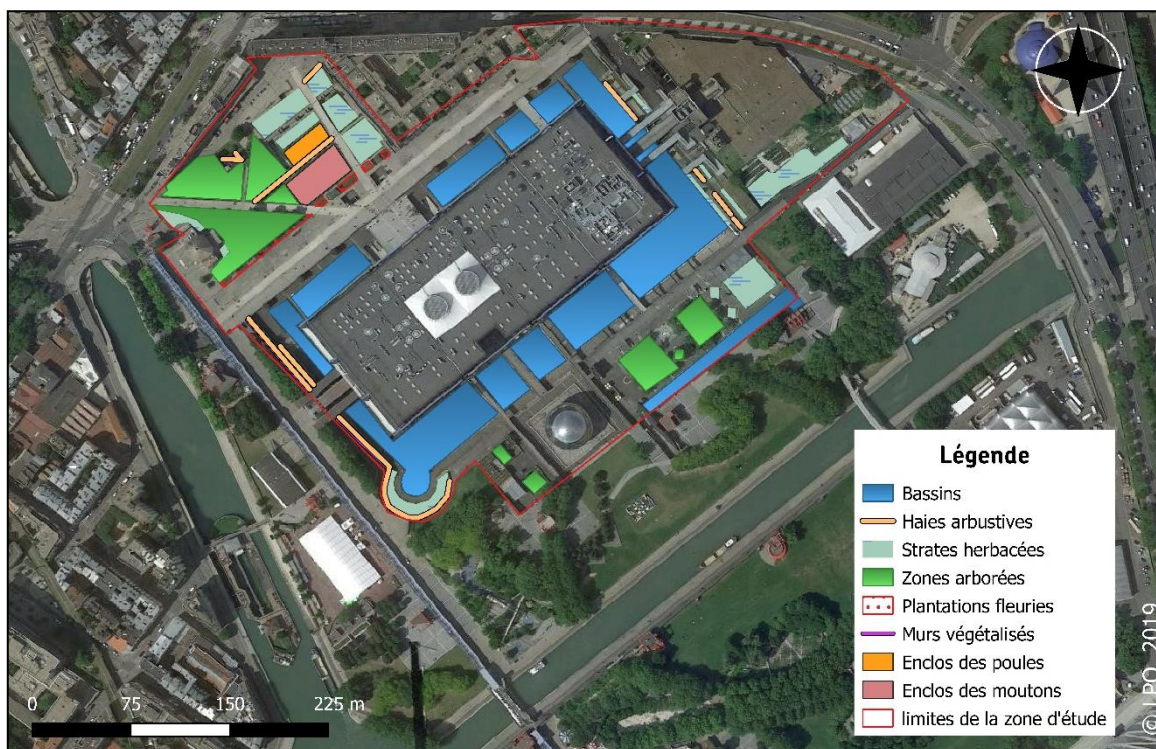 Légende
Bassins
Haies arbustives
Strates herbacées
Zones arborées
Plantations fleuries
Murs végétalisés
Enclos des poules
Enclos des moutons
limites de la zone d'étude
0 75 150 225 m
© LPO, 2019